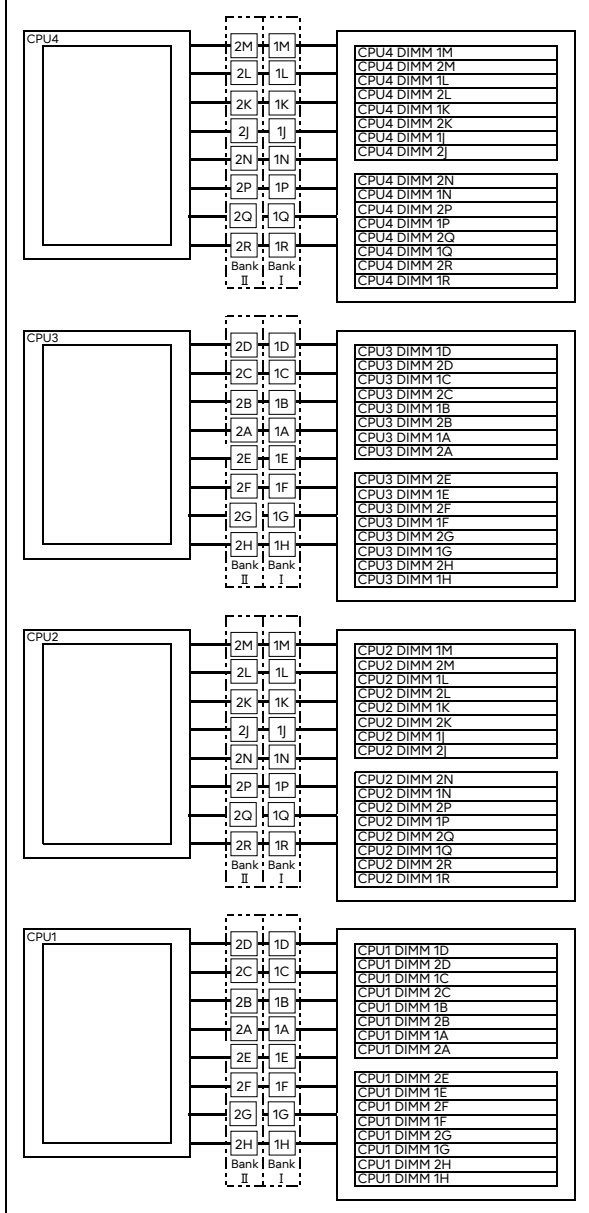 CPU4
2M 1M
2L 1L
2K 1K
2J 1J
2N 1N
2P 1P
2Q 1Q
2R 1R
Bank Bank
II I
CPU4 DIMM 1M
CPU4 DIMM 2M
CPU4 DIMM 1L
CPU4 DIMM 2L
CPU4 DIMM 1K
CPU4 DIMM 2K
CPU4 DIMM 1J
CPU4 DIMM 2J
CPU4 DIMM 2N
CPU4 DIMM 1N
CPU4 DIMM 2P
CPU4 DIMM 1P
CPU4 DIMM 2Q
CPU4 DIMM 1Q
CPU4 DIMM 2R
CPU4 DIMM 1R
CPU3
2D 1D
2C 1C
2B 1B
2A 1A
2E 1E
2F 1F
2G 1G
2H 1H
Bank Bank
II I
CPU3 DIMM 1D
CPU3 DIMM 2D
CPU3 DIMM 1C
CPU3 DIMM 2C
CPU3 DIMM 1B
CPU3 DIMM 2B
CPU3 DIMM 1A
CPU3 DIMM 2A
CPU3 DIMM 2E
CPU3 DIMM 1E
CPU3 DIMM 2F
CPU3 DIMM 1F
CPU3 DIMM 2G
CPU3 DIMM 1G
CPU3 DIMM 2H
CPU3 DIMM 1H
CPU2
2M 1M
2L 1L
2K 1K
2J 1J
2N 1N
2P 1P
2Q 1Q
2R 1R
Bank Bank
II I
CPU2 DIMM 1M
CPU2 DIMM 2M
CPU2 DIMM 1L
CPU2 DIMM 2L
CPU2 DIMM 1K
CPU2 DIMM 2K
CPU2 DIMM 1J
CPU2 DIMM 2J
CPU2 DIMM 2N
CPU2 DIMM 1N
CPU2 DIMM 2P
CPU2 DIMM 1P
CPU2 DIMM 2Q
CPU2 DIMM 1Q
CPU2 DIMM 2R
CPU2 DIMM 1R
CPU1
2D 1D
2C 1C
2B 1B
2A 1A
2E 1E
2F 1F
2G 1G
2H 1H
Bank Bank
II I
CPU1 DIMM 1D
CPU1 DIMM 2D
CPU1 DIMM 1C
CPU1 DIMM 2C
CPU1 DIMM 1B
CPU1 DIMM 2B
CPU1 DIMM 1A
CPU1 DIMM 2A
CPU1 DIMM 2E
CPU1 DIMM 1E
CPU1 DIMM 2F
CPU1 DIMM 1F
CPU1 DIMM 2G
CPU1 DIMM 1G
CPU1 DIMM 2H
CPU1 DIMM 1H